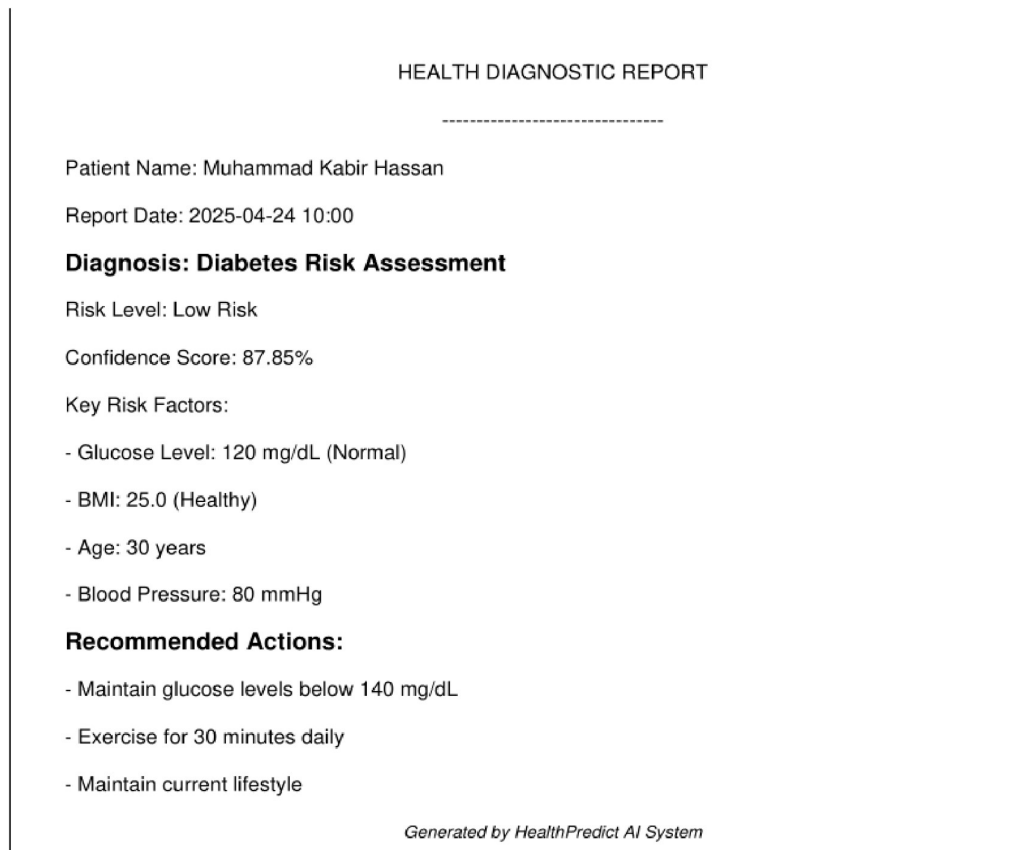 HEALTH DIAGNOSTIC REPORT
--------------------------------
Patient Name: Muhammad Kabir Hassan
Report Date: 2025-04-24 10:00
Diagnosis: Diabetes Risk Assessment
Risk Level: Low Risk
Confidence Score: 87.85%
Key Risk Factors:
- Glucose Level: 120 mg/dL (Normal)
- BMI: 25.0 (Healthy)
- Age: 30 years
- Blood Pressure: 80 mmHg
Recommended Actions:
- Maintain glucose levels below 140 mg/dL
- Exercise for 30 minutes daily
- Maintain current lifestyle
Generated by HealthPredict AI System